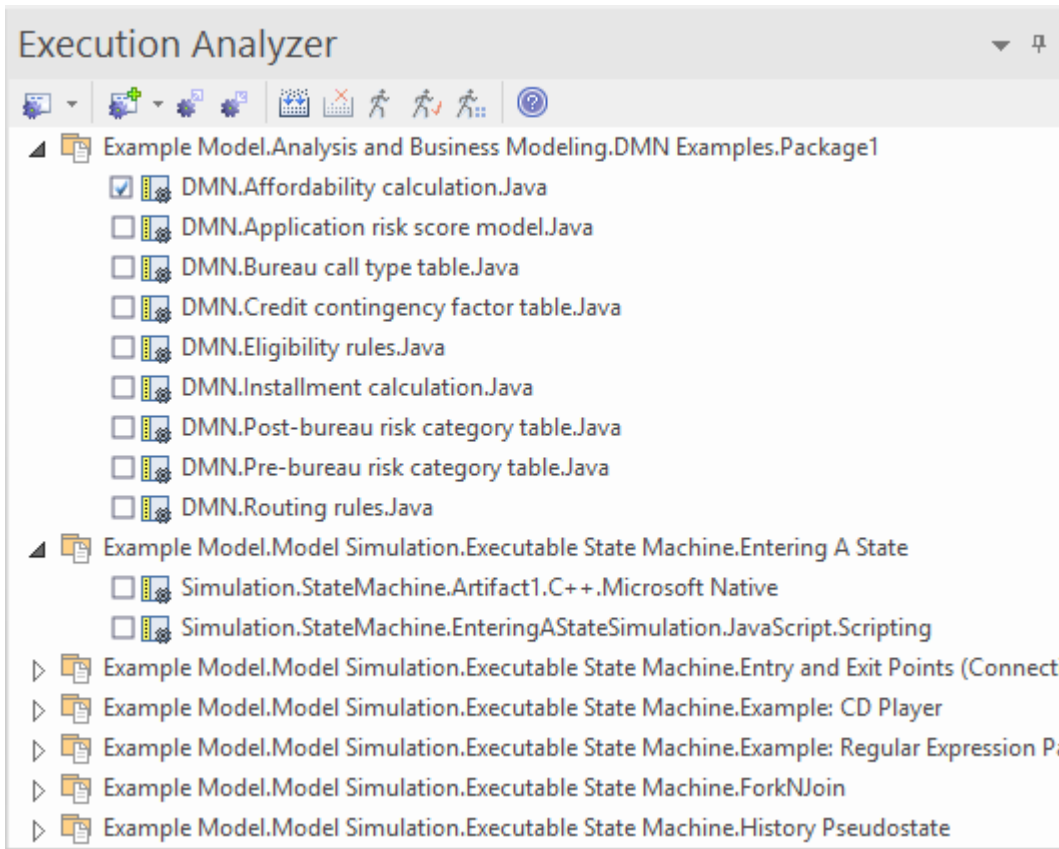 Execution Analyzer
Example Model.Analysis and Business Modeling.DMN Examples.Package1
DMN.Affordability calculation.Java
DMN.Application risk score model.Java
DMN.Bureau call type table.Java
DMN.Credit contingency factor table.Java
DMN.Eligibility rules.Java
DMN.Installment calculation.Java
DMN.Post-bureau risk category table.Java
DMN.Pre-bureau risk category table.Java
DMN.Routing rules.Java
Example Model.Model Simulation.Executable State Machine.Entering A State
Simulation.StateMachine.Artifact1.C++.Microsoft Native
Simulation.StateMachine.EnteringAStateSimulation.JavaScript.Scripting
Example Model.Model Simulation.Executable State Machine.Entry and Exit Points (Connect
Example Model.Model Simulation.Executable State Machine.Example: CD Player
Example Model.Model Simulation.Executable State Machine.Example: Regular Expression Pa
Example Model.Model Simulation.Executable State Machine.ForkNJoin
Example Model.Model Simulation.Executable State Machine.History Pseudostate